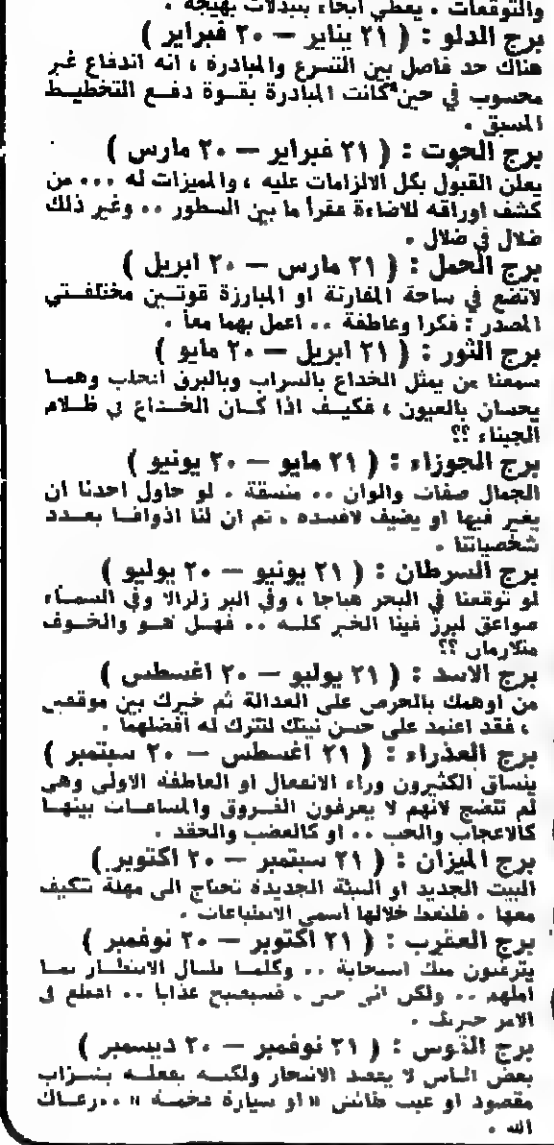 والتوقعات . يعطي ايحاء بتبدلات بهيجة .
برج الدلو : ( ٢١ يناير — ٢٠ فبراير )
هناك حد فاصل بين التسرع والمبادرة ، انه اندفاع غير
محسوب في حين كانت المبادرة بقوة دفع التخطيط
المسبق .
برج الحوت : ( ٢١ فبراير — ٢٠ مارس )
يعلن القبول بكل الالزامات عليه ، والميزات له ... من
كشف اوراقه للاضاءة فقرأ ما بين السطور .. وغير ذلك
ضلال في ضلال .
برج الحمل : ( ٢١ مارس — ٢٠ ابريل )
لاتضع في ساحة المقارنة او المبارزة قوتين مختلفتي
المصدر : فكرا وعاطفة .. اعمل بهما معا .
برج الثور : ( ٢١ ابريل — ٢٠ مايو )
سمعنا من يمثل الخداع بالسراب وبالبرق الخلب وهما
يحسان بالعيون ، فكيف اذا كان الخداع في ظلام
الجبناء ؟؟
برج الجوزاء : ( ٢١ مايو — ٢٠ يونيو )
الجمال صفات والوان .. منسقة . لو حاول احدنا ان
يغير فيها او يضيف لافسده . ثم ان لنا اذواقا بعدد
شخصياتنا .
برج السرطان : ( ٢١ يونيو — ٢٠ يوليو )
لو توقعنا في البحر هياجا ، وفي البر زلزالا وفي السماء
صواعق لبرز فينا الخير كله .. فهل هو والخوف
متلازمان ؟؟
برج الاسد : ( ٢١ يوليو — ٢٠ اغسطس )
من اوهمك بالحرص على العدالة ثم خيرك بين موقفين
، فقد اعتمد على حسن نيتك لتترك له افضلهما .
برج العذراء : ( ٢١ اغسطس — ٢٠ سبتمبر )
ينساق الكثيرون وراء الانفعال او العاطفة الاولى وهي
لم تنضج لانهم لا يعرفون الفروق والمسافات بينها
كالاعجاب والحب .. او كالغضب والحقد .
برج الميزان : ( ٢١ سبتمبر — ٢٠ اكتوبر )
البيت الجديد او البيئة الجديدة تحتاج الى مهلة تتكيف
معها . فلنعط خلالها أسمى الانطباعات .
برج العقرب : ( ٢١ اكتوبر — ٢٠ نوفمبر )
يترقبون منك استجابة .. وكلما طال الانتظار نما
املهم .. ولكن الى حين . فسيصبح عذابا .. اقطع في
الامر
برج القوس : ( ٢١ نوفمبر — ٢٠ ديسمبر )
بعض الناس لا يقصد الانتحار ولكنه يفعله بشراب
مقصود او عيب طائش « او سيارة فخمة » .. رعاك
الله .